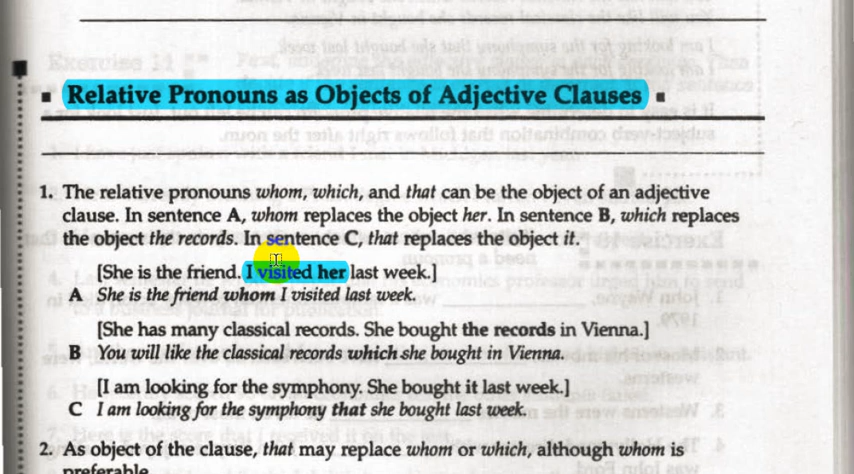 Relative Pronouns as Objects of Adjective Clauses
1. The relative pronouns whom, which, and that can be the object of an adjective
clause. In sentence A, whom replaces the object her. In sentence B, which replaces
the object the records. In sentence C, that replaces the object it.
[She is the friend. I visited her last week.]
A She is the friend whom I visited last week.
[She has many classical records. She bought the records in Vienna.]
B You will like the classical records which she bought in Vienna.
[I am looking for the symphony. She bought it last week.]
C I am looking for the symphony that she bought last week.
2. As object of the clause, that may replace whom or which, although whom is
preferable.